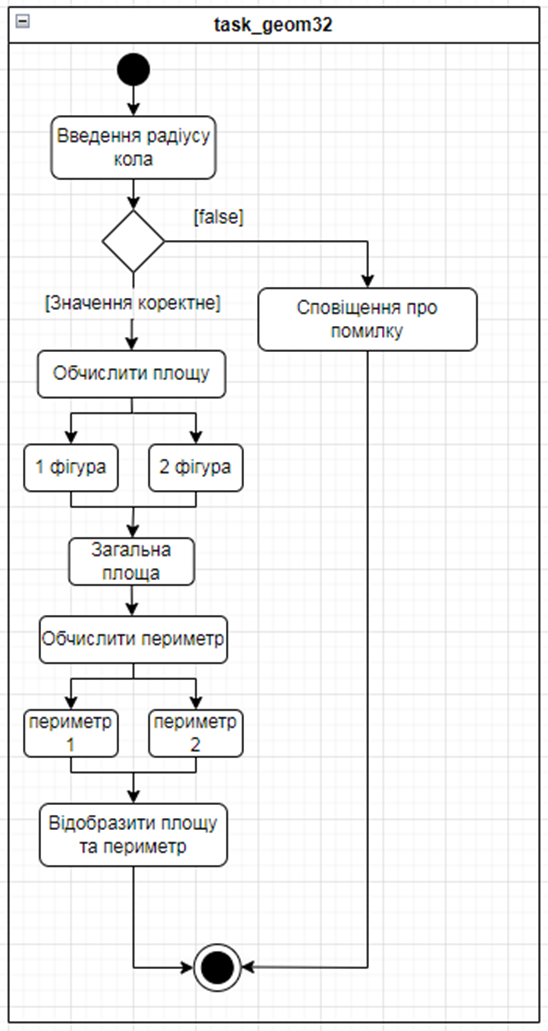 task_geom32
Введення радіусу
кола
[false]
[Значення коректне]
Сповіщення про
помилку
Обчислити площу
1 фігура
2 фігура
Загальна
площа
Обчислити периметр
периметр
1
периметр
2
Відобразити площу
та периметр